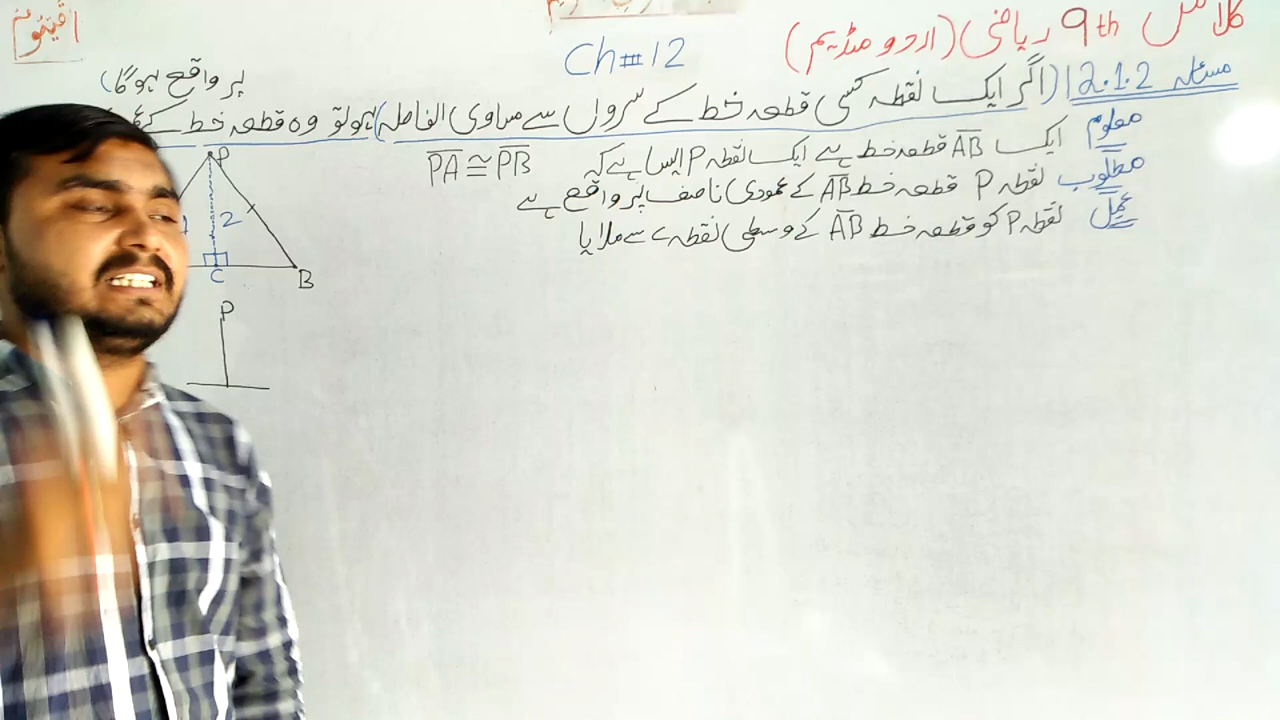 کلاس 9th ریاضی (اردو میڈیم)
Ch # 12
مسئلہ 12.1.2 (اگر ایک نقطہ کسی قطعہ خط کے سروں سے مساوی الفاصلہ ہو تو وہ قطعہ خط کے
پر واقع ہوگا)
معلوم ایک AB قطعہ خط ہے ایک نقطہ P ایسا ہے کہ PA ≅ PB
مطلوب نقطہ P قطعہ خط AB کے عمودی ناصف پر واقع ہے
عمل نقطہ P کو قطعہ خط AB کے وسطی نقطہ c سے ملایا
P
2
C
B
P